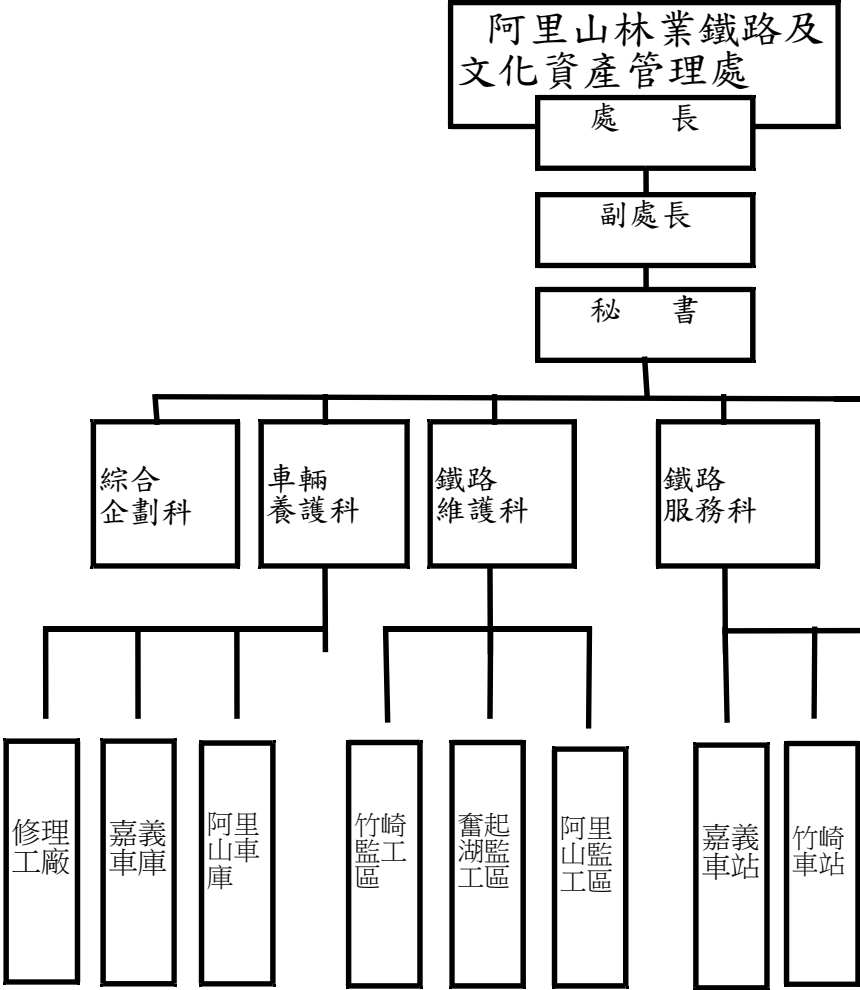 阿里山林業鐵路及
文化資產管理處
處 長
副處長
秘 書
綜合
企劃科
車輛
養護科
鐵路
維護科
鐵路
服務科
修理
工廠
嘉義
車庫
阿里
山車
庫
竹崎
監工
區
奮起
湖監
工區
阿里
山監
工區
嘉義
車站
竹崎
車站